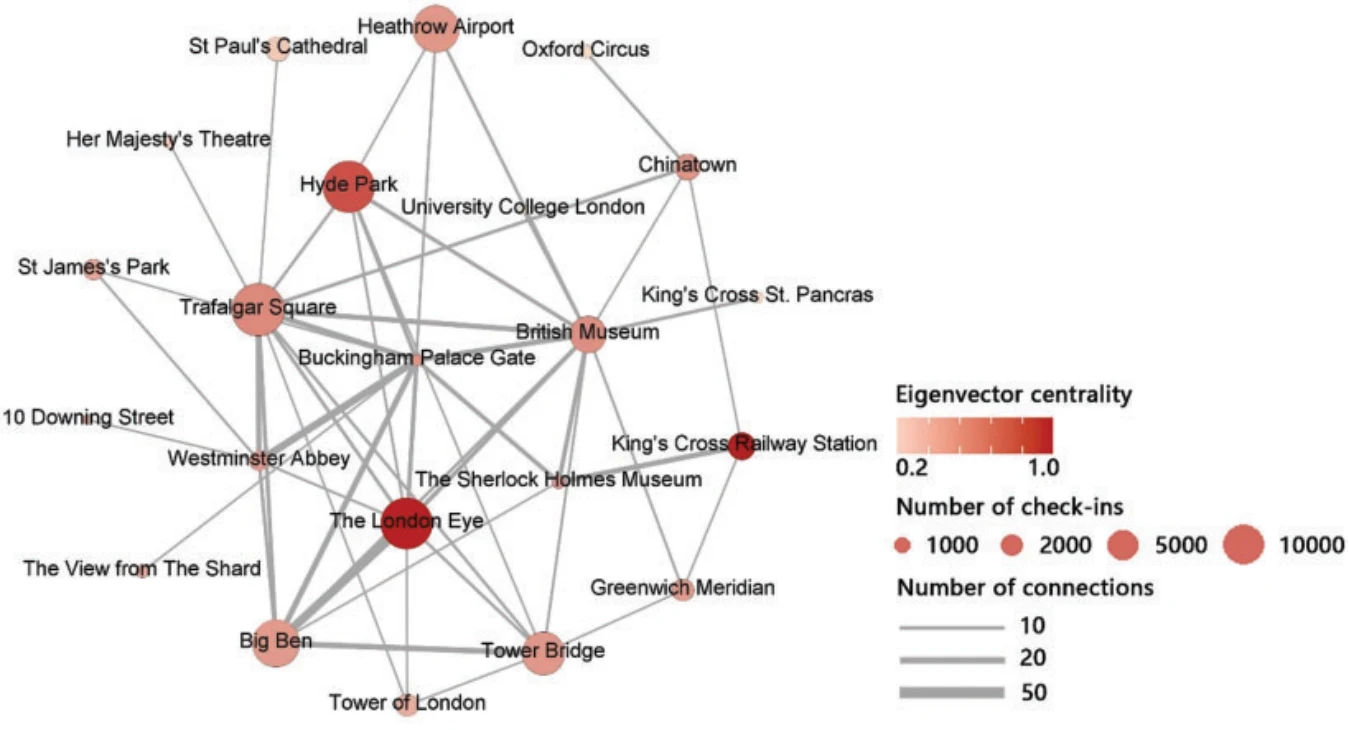 Heathrow Airport
St Paul's Cathedral
Oxford Circus
Her Majesty's Theatre
Chinatown
Hyde Park
University College London
St James's Park
King's Cross St. Pancras
Trafalgar Square
British Museum
Buckingham Palace Gate
10 Downing Street
King's Cross Railway Station
Westminster Abbey
The Sherlock Holmes Museum
The London Eye
The View from The Shard
Greenwich Meridian
Big Ben
Tower Bridge
Tower of London
Eigenvector centrality
0.2 1.0
Number of check-ins
1000 2000 5000 10000
Number of connections
10
20
50